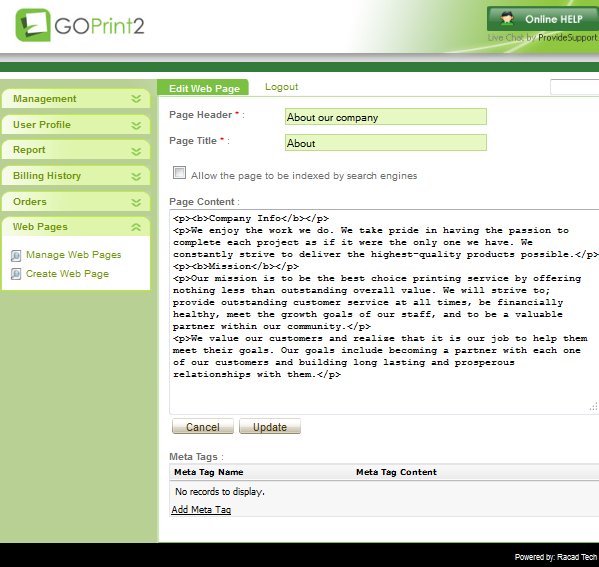 GOPrint2
Online HELP
Live Chat by ProvideSupport
Edit Web Page
Logout
Management
User Profile
Report
Billing History
Orders
Web Pages
Manage Web Pages
Create Web Page
Page Header * :
About our company
Page Title * :
About
Allow the page to be indexed by search engines
Page Content :
<p><b>Company Info</b></p>
<p>We enjoy the work we do. We take pride in having the passion to
complete each project as if it were the only one we have. We
constantly strive to deliver the highest-quality products possible.</p>
<p><b>Mission</b></p>
<p>Our mission is to be the best choice printing service by offering
nothing less than outstanding overall value. We will strive to;
provide outstanding customer service at all times, be financially
healthy, meet the growth goals of our staff, and to be a valuable
partner within our community.</p>
<p>We value our customers and realize that it is our job to help them
meet their goals. Our goals include becoming a partner with each one
of our customers and building long lasting and prosperous
relationships with them.</p>
Cancel
Update
Meta Tags :
Meta Tag Name
Meta Tag Content
No records to display.
Add Meta Tag
Powered by: Racad Tech